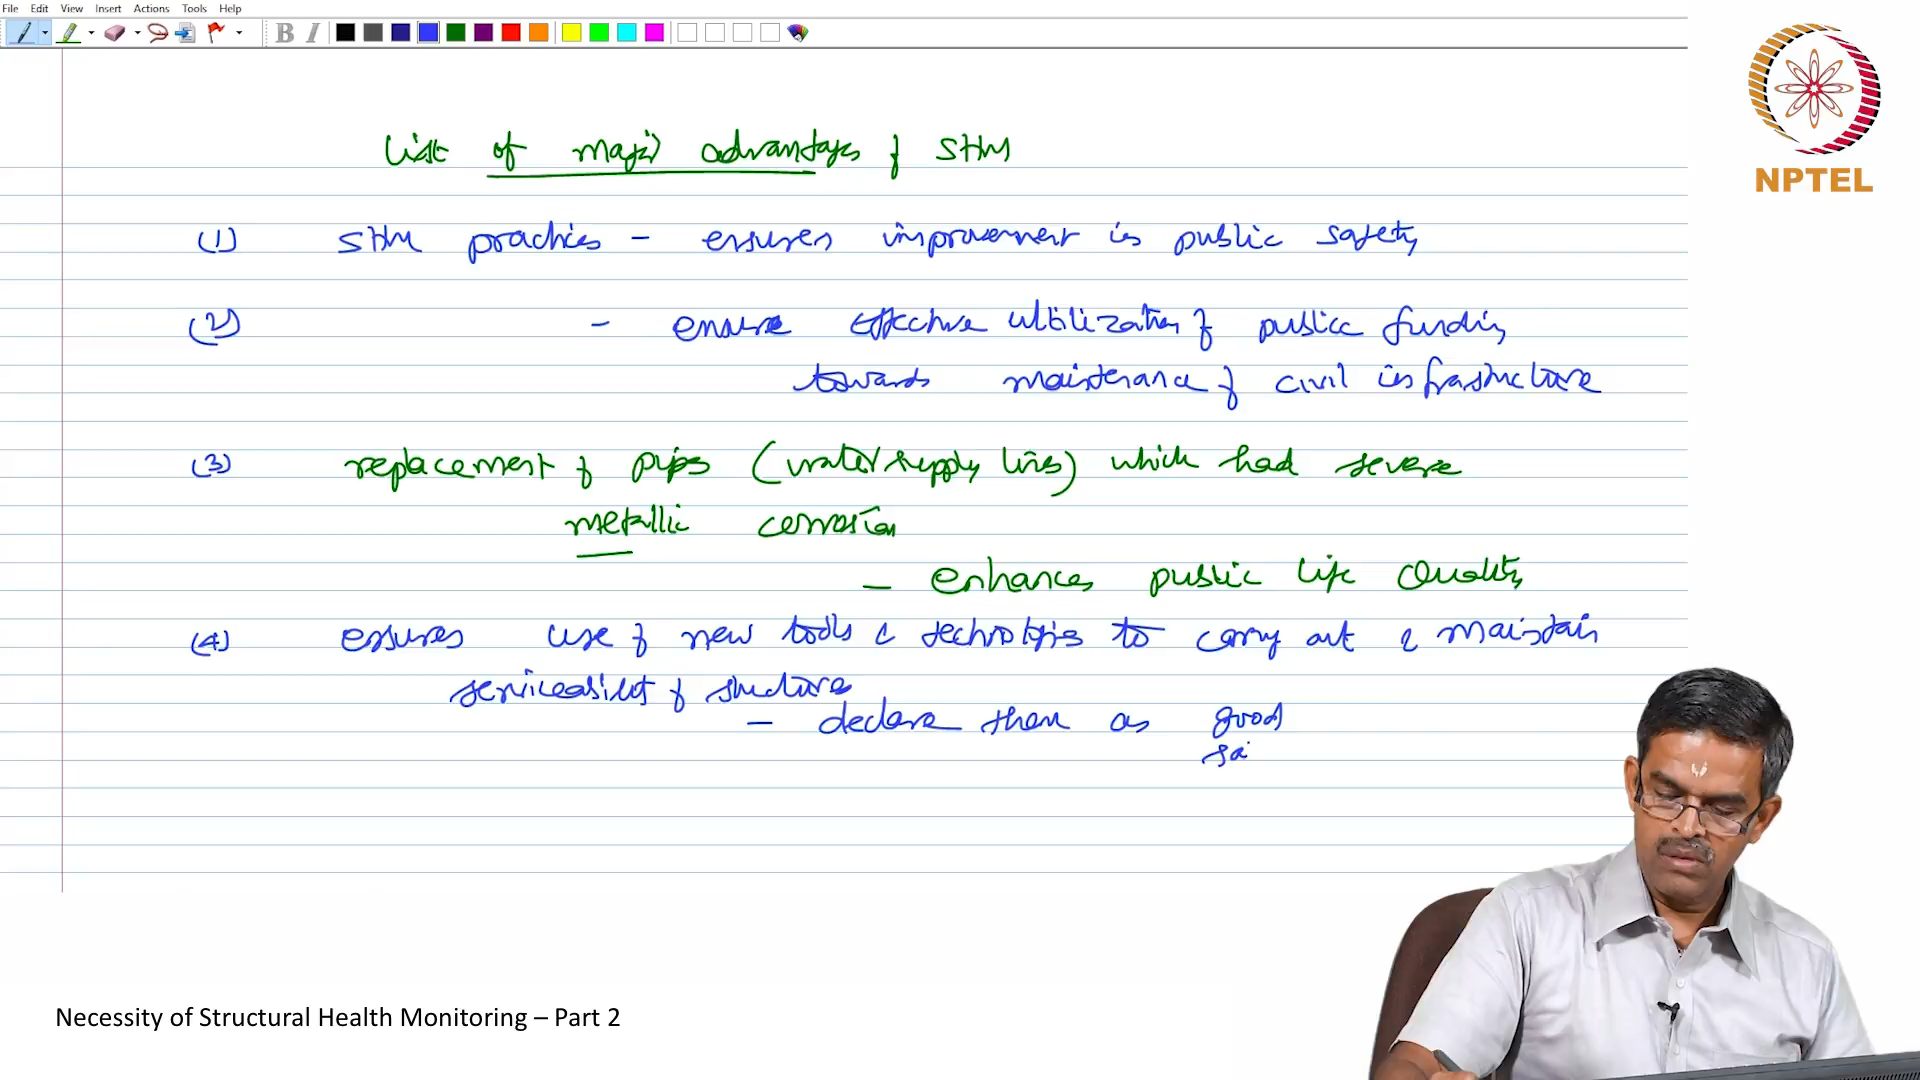 File Edit View Insert Actions Tools Help
B I
NPTEL
List of major advantages of SHM
(1) SHM practices - ensures improvement in public safety
(2) - ensure effective utilization of public funding
towards maintenance of civil infrastructure
(3) replacement of pipes (water supply lines) which had severe
metallic corrosion
- enhances public life quality
(4) ensures use of new tools & technologies to carry out & maintain
serviceability of structures
- declare them as good
sa
Necessity of Structural Health Monitoring – Part 2